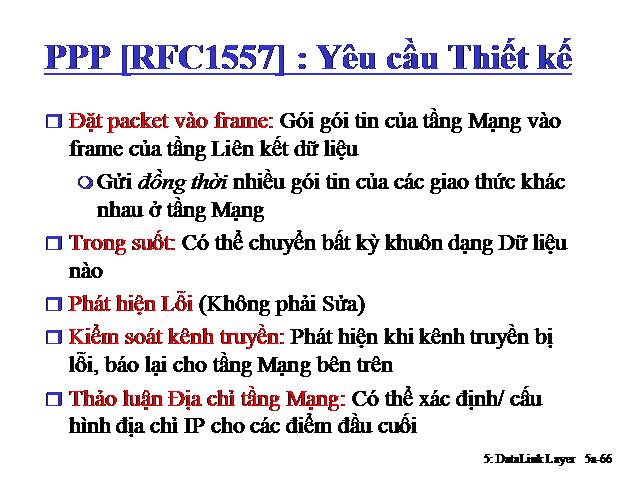 PPP [RFC1557] : Yêu cầu Thiết kế
Đặt packet vào frame: Gói gói tin của tầng Mạng vào
frame của tầng Liên kết dữ liệu
Gửi đồng thời nhiều gói tin của các giao thức khác
nhau ở tầng Mạng
Trong suốt: Có thể chuyển bất kỳ khuôn dạng Dữ liệu
nào
Phát hiện Lỗi (Không phải Sửa)
Kiểm soát kênh truyền: Phát hiện khi kênh truyền bị
lỗi, báo lại cho tầng Mạng bên trên
Thảo luận Địa chỉ tầng Mạng: Có thể xác định/ cấu
hình địa chỉ IP cho các điểm đầu cuối
5: DataLink Layer 5a-66